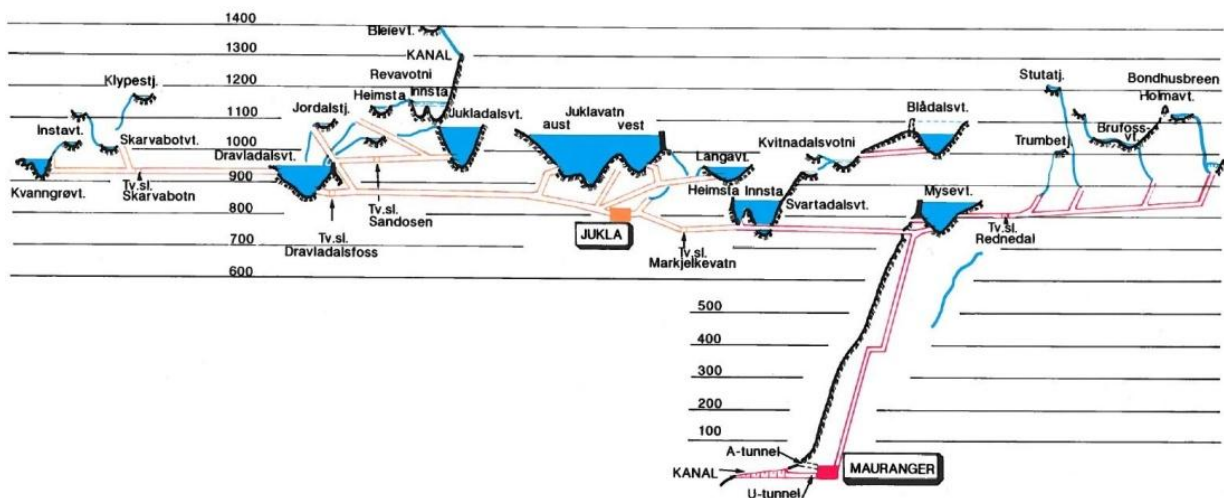 1400
Bleievt.
1300
KANAL
Revavotni
1200
Klypestj.
Heimsta
Innsta
Stutatj.
Bondhusbreen
Holmavt.
1100
Jordalstj.
Jukladalsvt.
Juklavatn
aust
vest
Blådalsvt.
Instavt.
Skarvabotvt.
Kvitnadalsvotni
Trumbetj.
Brufoss-
vt
1000
Dravladalsvt.
Langavt.
900
Kvanngrøvt.
Tv.sl.
Skarvabotn
Heimsta
Innsta
Mysevt.
800
Tv.sl.
Sandosen
Svartadalsvt.
JUKLA
700
Tv.sl.
Dravladalsfoss
Tv.sl.
Markjelkevatn
Tv.sl.
Rednedal
600
500
400
300
200
100
A-tunnel
KANAL
MAURANGER
U-tunnel